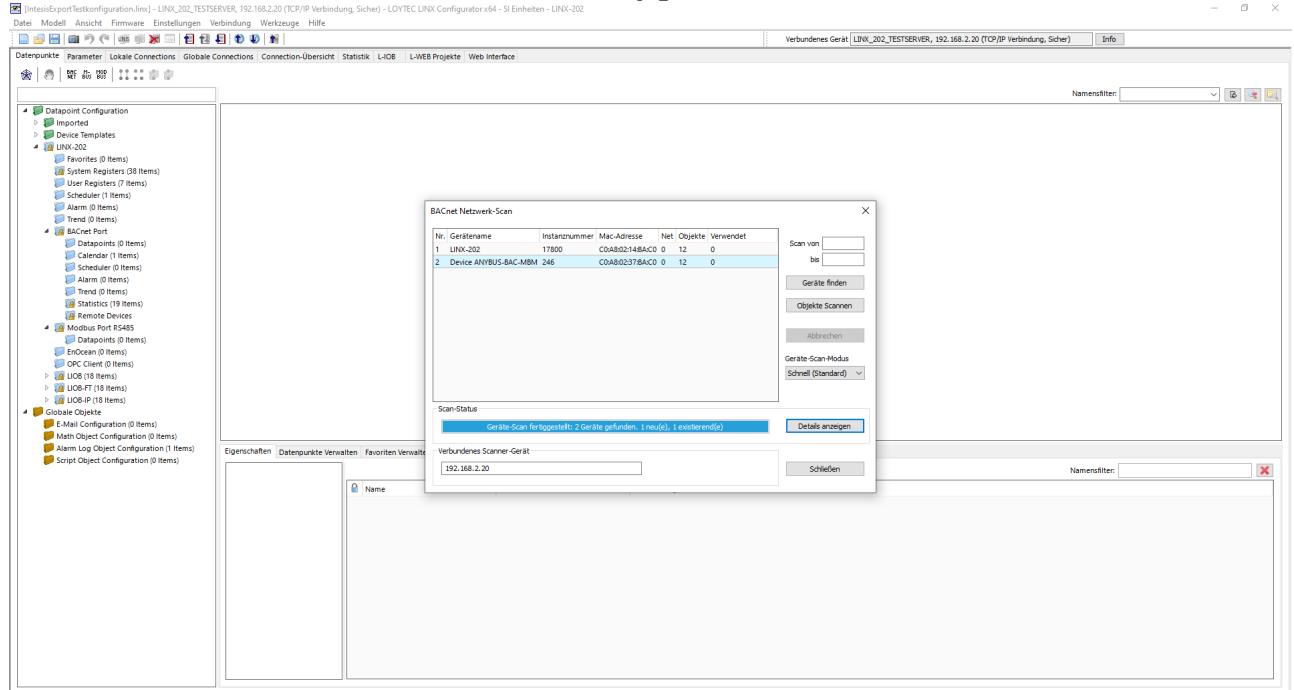 [IntesisExportTestkonfiguration.linx] - LINX_202_TESTSERVER, 192.168.2.20 (TCP/IP Verbindung, Sicher) - LOYTEC LINX Configurator x64 - SI Einheiten - LINX-202
Datei Modell Ansicht Firmware Einstellungen Verbindung Werkzeuge Hilfe
Verbundenes Gerät LINX_202_TESTSERVER, 192.168.2.20 (TCP/IP Verbindung, Sicher) Info
Datenpunkte Parameter Lokale Connections Globale Connections Connection-Übersicht Statistik L-IOB L-WEB Projekte Web Interface
BAC NET M- BUS MOD BUS
Namensfilter:
Datapoint Configuration
Imported
Device Templates
LINX-202
Favorites (0 Items)
System Registers (38 Items)
User Registers (7 Items)
Scheduler (1 Items)
Alarm (0 Items)
Trend (0 Items)
BACnet Port
Datapoints (0 Items)
Calendar (1 Items)
Scheduler (0 Items)
Alarm (0 Items)
Trend (0 Items)
Statistics (19 Items)
Remote Devices
Modbus Port RS485
Datapoints (0 Items)
EnOcean (0 Items)
OPC Client (0 Items)
LIOB (18 Items)
LIOB-FT (18 Items)
LIOB-IP (18 Items)
Globale Objekte
E-Mail Configuration (0 Items)
Math Object Configuration (0 Items)
Alarm Log Object Configuration (1 Items)
Script Object Configuration (0 Items)
BACnet Netzwerk-Scan
Nr. Gerätename Instanznummer Mac-Adresse Net Objekte Verwendet
1 LINX-202 17800 C0:A8:02:14:BA:C0 0 12 0
2 Device ANYBUS-BAC-MBM 246 C0:A8:02:37:BA:C0 0 12 0
Scan von
bis
Geräte finden
Objekte Scannen
Abbrechen
Geräte-Scan-Modus
Schnell (Standard)
Scan-Status
Geräte-Scan fertiggestellt: 2 Geräte gefunden. 1 neu(e), 1 existierend(e)
Details anzeigen
Verbundenes Scanner-Gerät
192.168.2.20
Schließen
Eigenschaften Datenpunkte Verwalten Favoriten Verwalte
Namensfilter:
Name